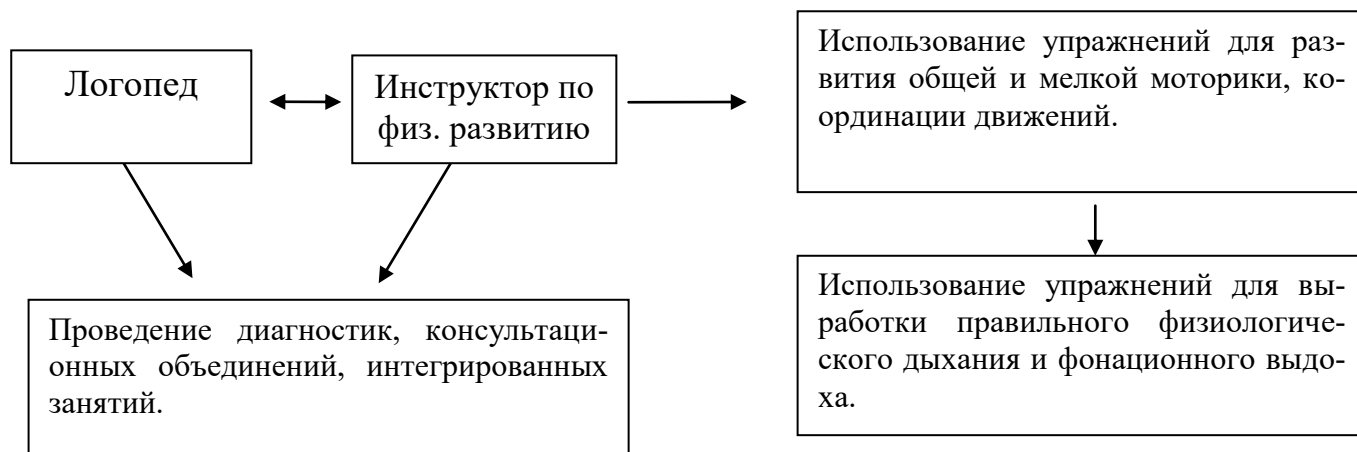 Логопед
Инструктор по
физ. развитию
Использование упражнений для раз-
вития общей и мелкой моторики, ко-
ординации движений.
Проведение диагностик, консультаци-
онных объединений, интегрированных
занятий.
Использование упражнений для вы-
работки правильного физиологиче-
ского дыхания и фонационного выдо-
ха.